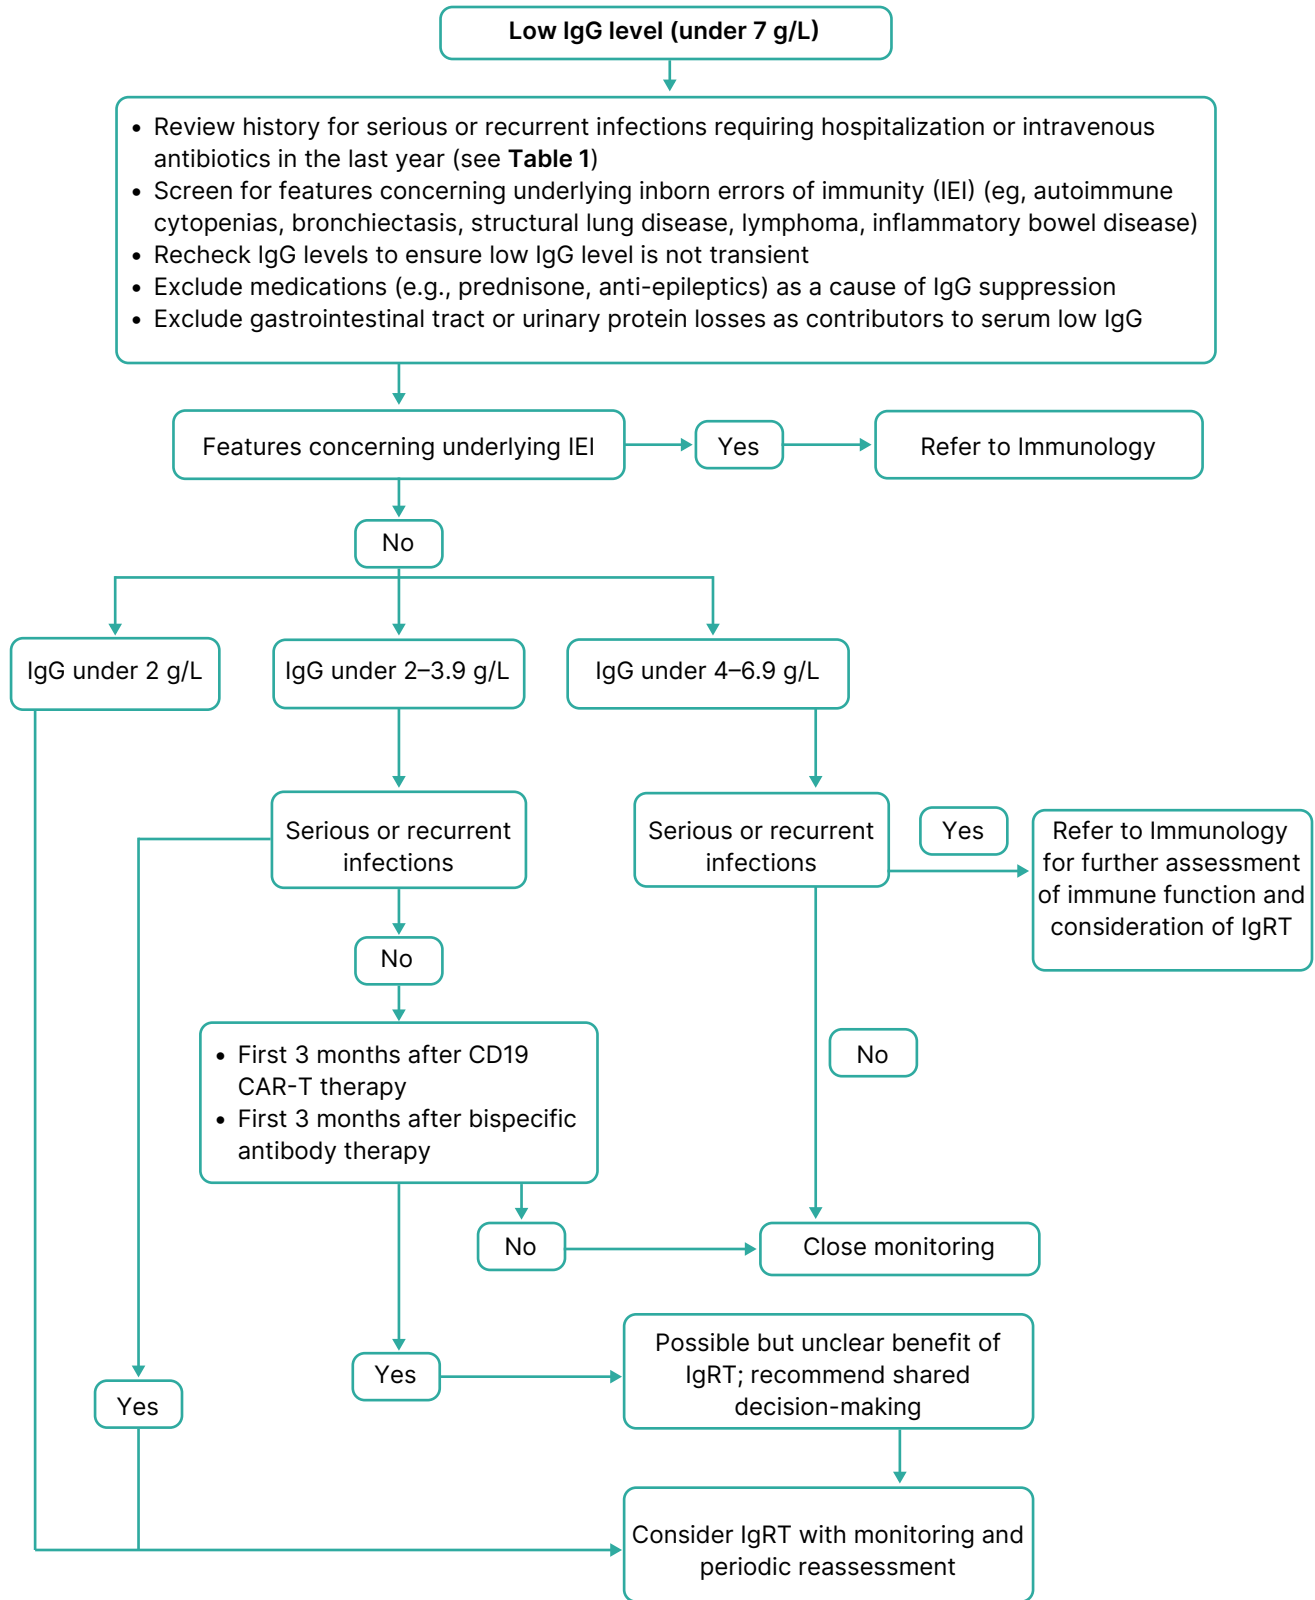 Low IgG level (under 7 g/L)
• Review history for serious or recurrent infections requiring hospitalization or intravenous
antibiotics in the last year (see Table 1)
• Screen for features concerning underlying inborn errors of immunity (IEI) (eg, autoimmune
cytopenias, bronchiectasis, structural lung disease, lymphoma, inflammatory bowel disease)
• Recheck IgG levels to ensure low IgG level is not transient
• Exclude medications (e.g., prednisone, anti-epileptics) as a cause of IgG suppression
• Exclude gastrointestinal tract or urinary protein losses as contributors to serum low IgG
Features concerning underlying IEI
Yes
Refer to Immunology
No
IgG under 2 g/L
IgG under 2–3.9 g/L
IgG under 4–6.9 g/L
Serious or recurrent
infections
Serious or recurrent
infections
Yes
Refer to Immunology
for further assessment
of immune function and
consideration of IgRT
No
• First 3 months after CD19
CAR-T therapy
• First 3 months after bispecific
antibody therapy
No
No
Close monitoring
Yes
Possible but unclear benefit of
IgRT; recommend shared
decision-making
Yes
Consider IgRT with monitoring and
periodic reassessment